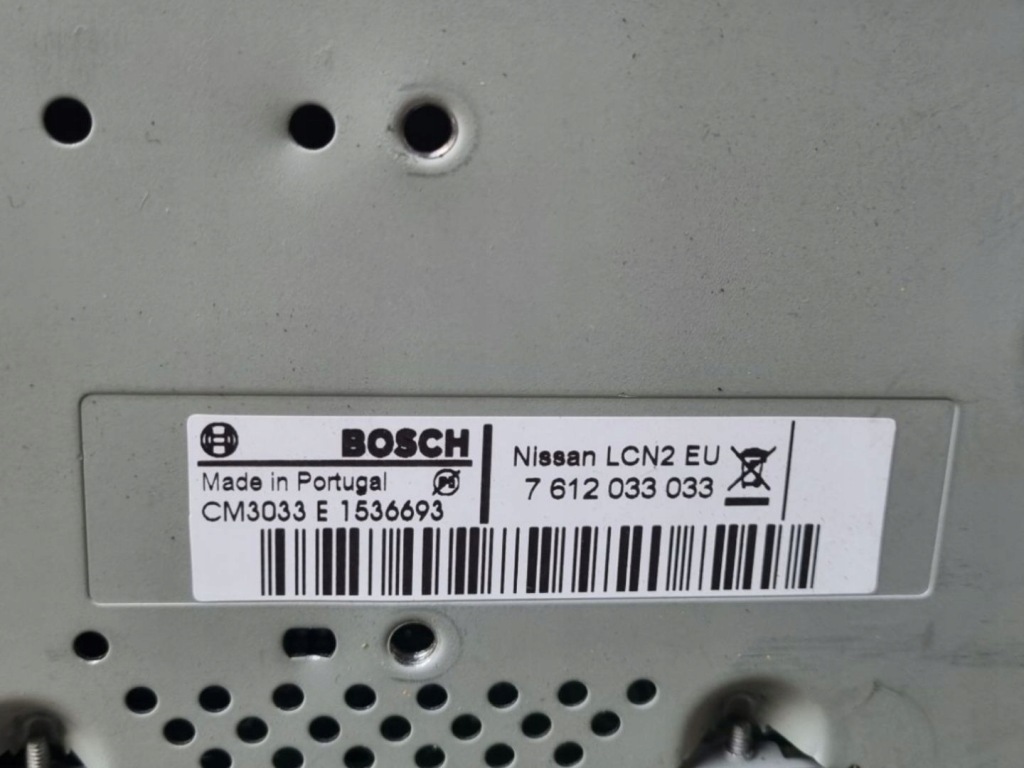 BOSCH
Made in Portugal
CM3033 E 1536693
Nissan LCN2 EU
7 612 033 033